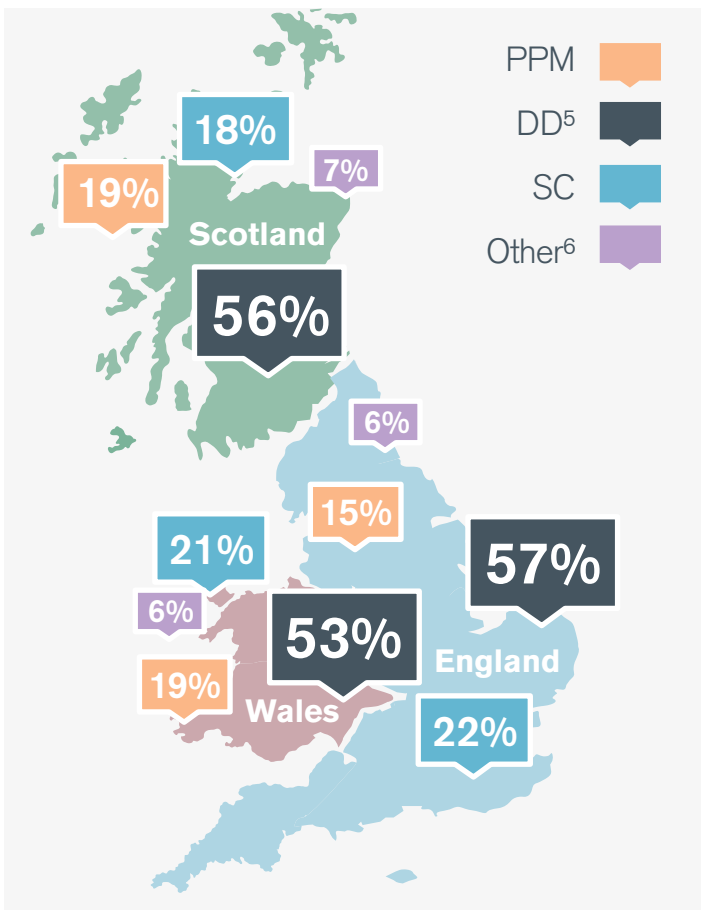 PPM
DD5
SC
Other6
18%
7%
19%
Scotland
56%
6%
15%
21%
57%
6%
53%
England
19%
Wales
22%